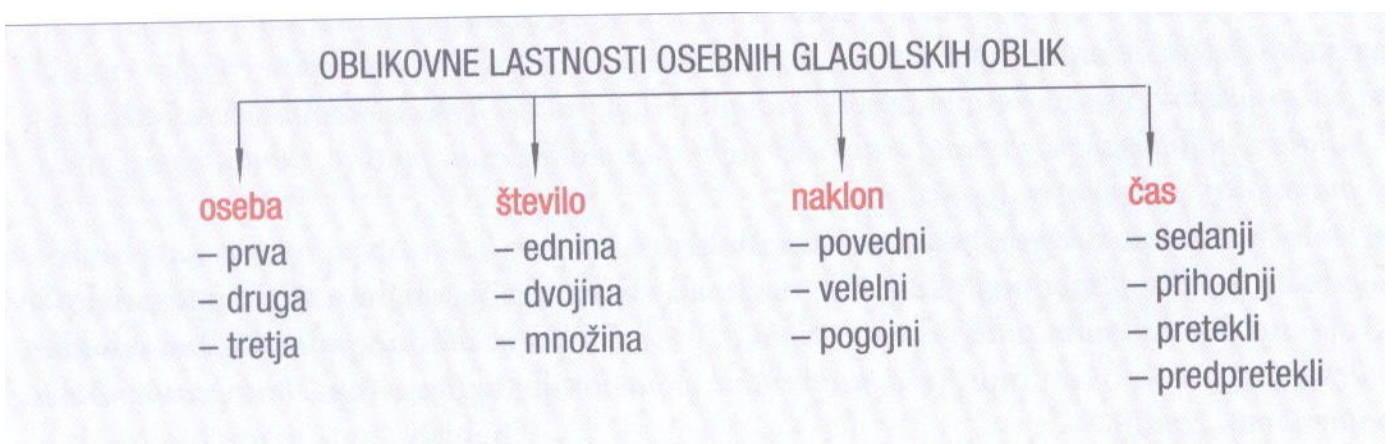 OBLIKOVNE LASTNOSTI OSEBNIH GLAGOLSKIH OBLIK
oseba
– prva
– druga
– tretja
število
– ednina
– dvojina
– množina
naklon
– povedni
– velelni
– pogojni
čas
– sedanji
– prihodnji
– pretekli
– predpretekli